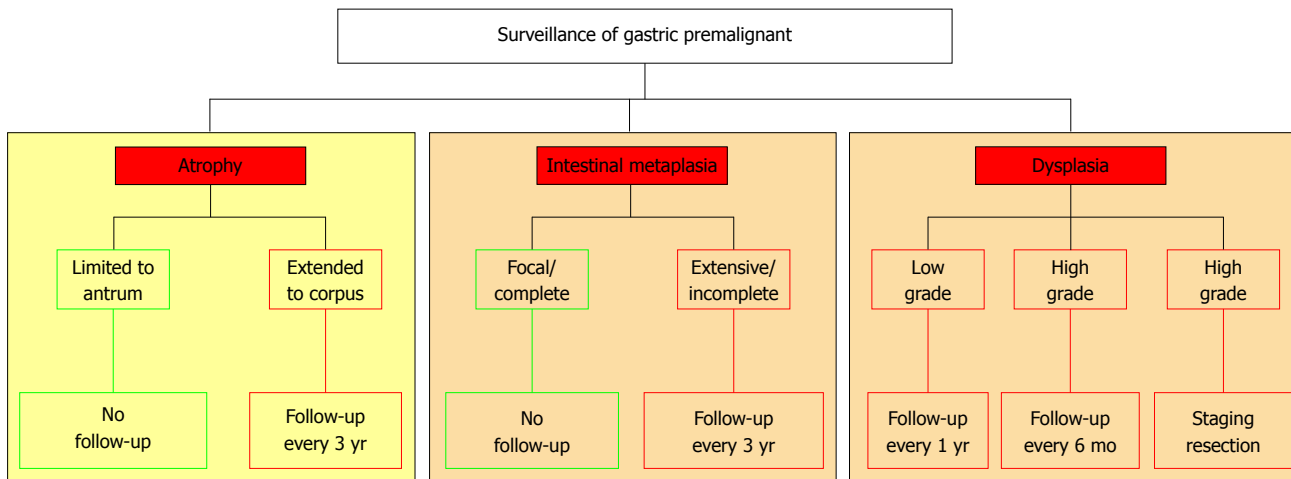 Surveillance of gastric premalignant
Atrophy
Limited to
antrum
Extended
to corpus
No
follow-up
Follow-up
every 3 yr
Intestinal metaplasia
Focal/
complete
Extensive/
incomplete
No
follow-up
Follow-up
every 3 yr
Dysplasia
Low
grade
High
grade
High
grade
Follow-up
every 1 yr
Follow-up
every 6 mo
Staging
resection